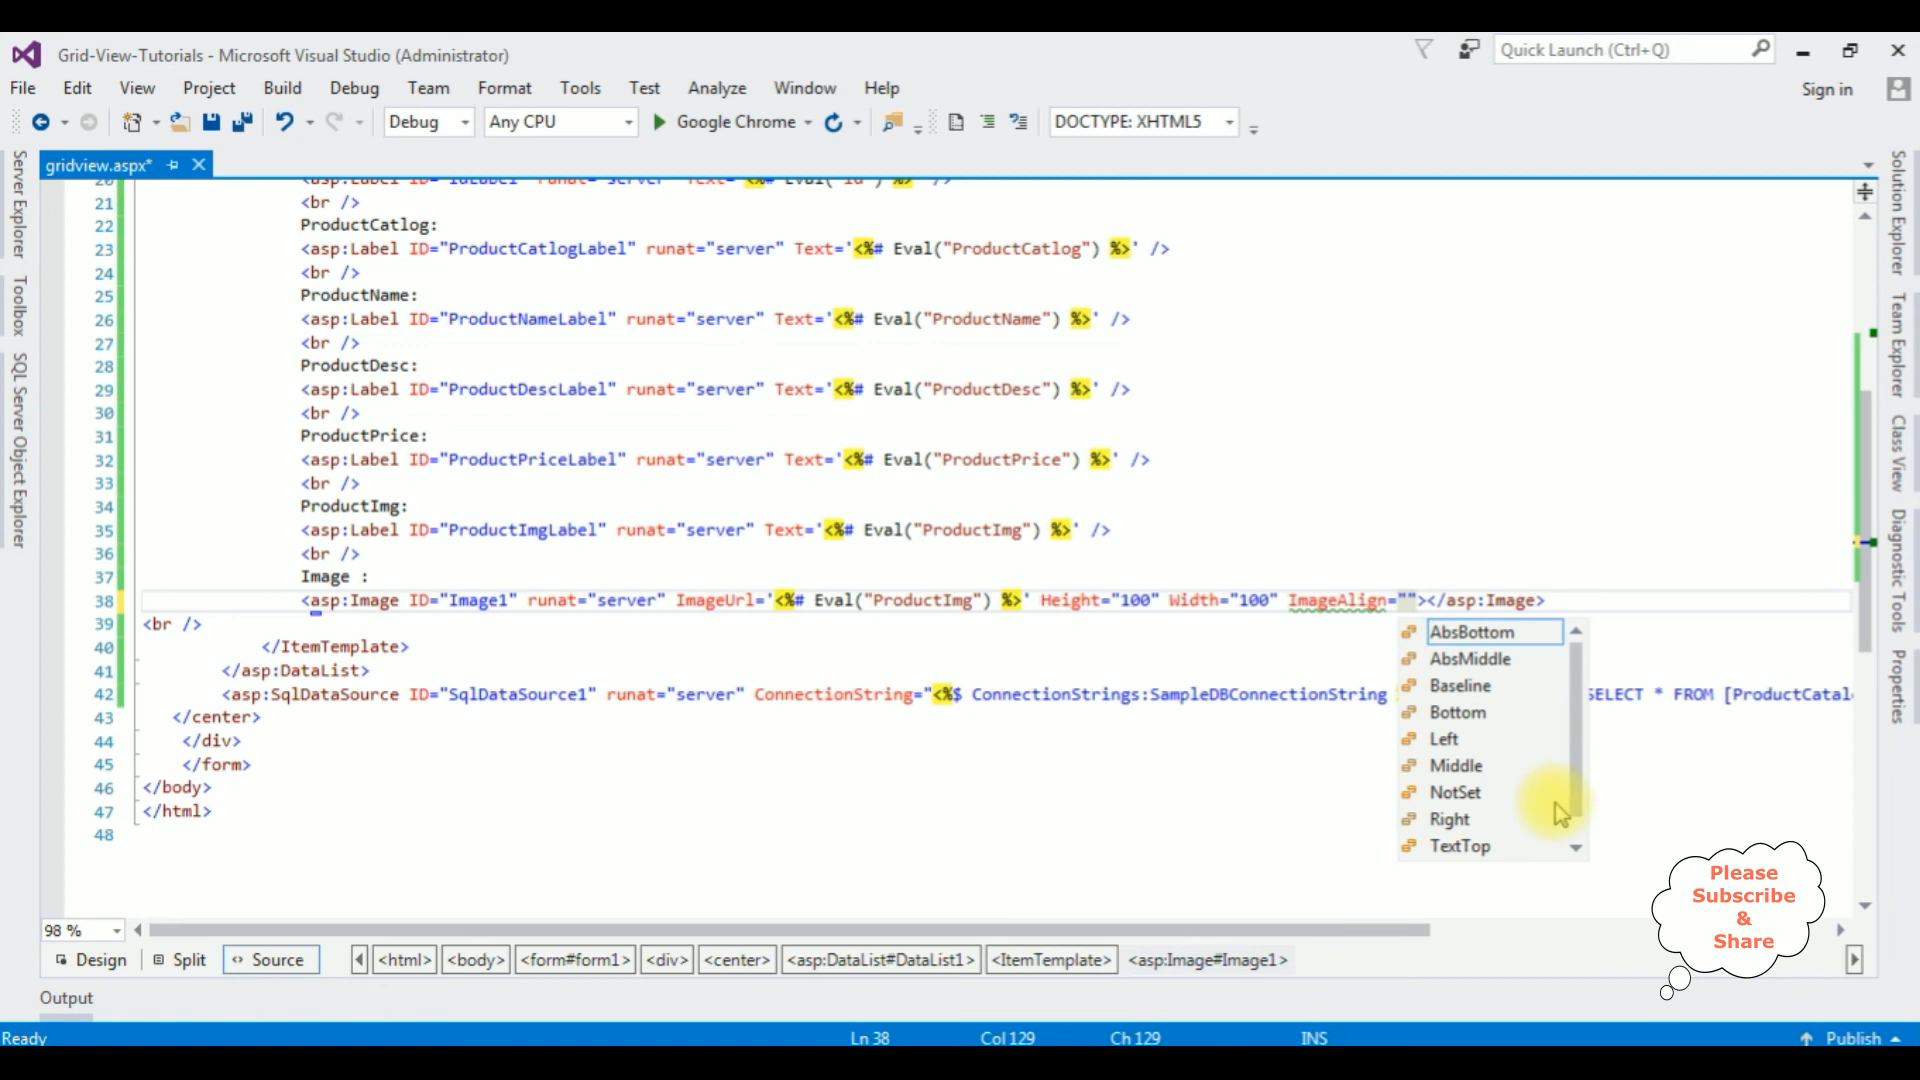 Grid-View-Tutorials - Microsoft Visual Studio (Administrator)
Quick Launch (Ctrl+Q)
File Edit View Project Build Debug Team Tools Test Format Analyze Window Help
Sign in
Debug Any CPU Google Chrome DOCTYPE: XHTML5
gridview.aspx*
Server Explorer
Toolbox
SQL Server Object Explorer
20 <asp:Label ID="IdLabel" runat="server" Text='<%# Eval("Id") %>' />
21 <br />
22 ProductCatlog:
23 <asp:Label ID="ProductCatlogLabel" runat="server" Text='<%# Eval("ProductCatlog") %>' />
24 <br />
25 ProductName:
26 <asp:Label ID="ProductNameLabel" runat="server" Text='<%# Eval("ProductName") %>' />
27 <br />
28 ProductDesc:
29 <asp:Label ID="ProductDescLabel" runat="server" Text='<%# Eval("ProductDesc") %>' />
30 <br />
31 ProductPrice:
32 <asp:Label ID="ProductPriceLabel" runat="server" Text='<%# Eval("ProductPrice") %>' />
33 <br />
34 ProductImg:
35 <asp:Label ID="ProductImgLabel" runat="server" Text='<%# Eval("ProductImg") %>' />
36 <br />
37 Image :
38 <asp:Image ID="Image1" runat="server" ImageUrl='<%# Eval("ProductImg") %>' Height="100" Width="100" ImageAlign=""></asp:Image>
39 <br />
40 </ItemTemplate>
41 </asp:DataList>
42 <asp:SqlDataSource ID="SqlDataSource1" runat="server" ConnectionString="<%$ ConnectionStrings:SampleDBConnectionString SELECT * FROM [ProductCatal
43 </center>
44 </div>
45 </form>
46 </body>
47 </html>
48
AbsBottom
AbsMiddle
Baseline
Bottom
Left
Middle
NotSet
Right
TextTop
Solution Explorer
Team Explorer
Class View
Diagnostic Tools
Properties
Please
Subscribe
&
Share
98 %
Design Split Source <html> <body> <form#form1> <div> <center> <asp:DataList#DataList1> <ItemTemplate> <asp:Image#Image1>
Output
Ready Ln 38 Col 129 Ch 129 INS Publish